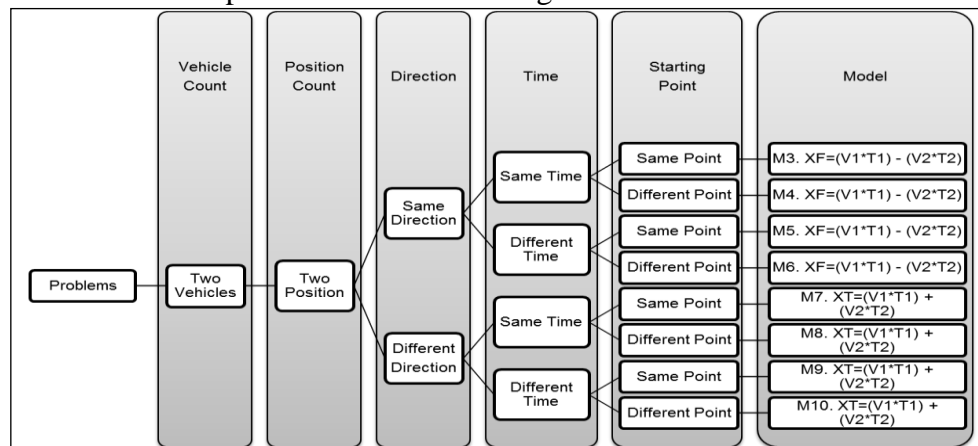 Vehicle
Count
Position
Count
Direction
Time
Starting
Point
Model
Problems
Two
Vehicles
Two
Position
Same
Direction
Different
Direction
Same Time
Different
Time
Same Time
Different
Time
Same Point
Different Point
Same Point
Different Point
Same Point
Different Point
Same Point
Different Point
M3. XF=(V1*T1) - (V2*T2)
M4. XF=(V1*T1) - (V2*T2)
M5. XF=(V1*T1) - (V2*T2)
M6. XF=(V1*T1) - (V2*T2)
M7. XT=(V1*T1) +
(V2*T2)
M8. XT=(V1*T1) +
(V2*T2)
M9. XT=(V1*T1) +
(V2*T2)
M10. XT=(V1*T1) +
(V2*T2)